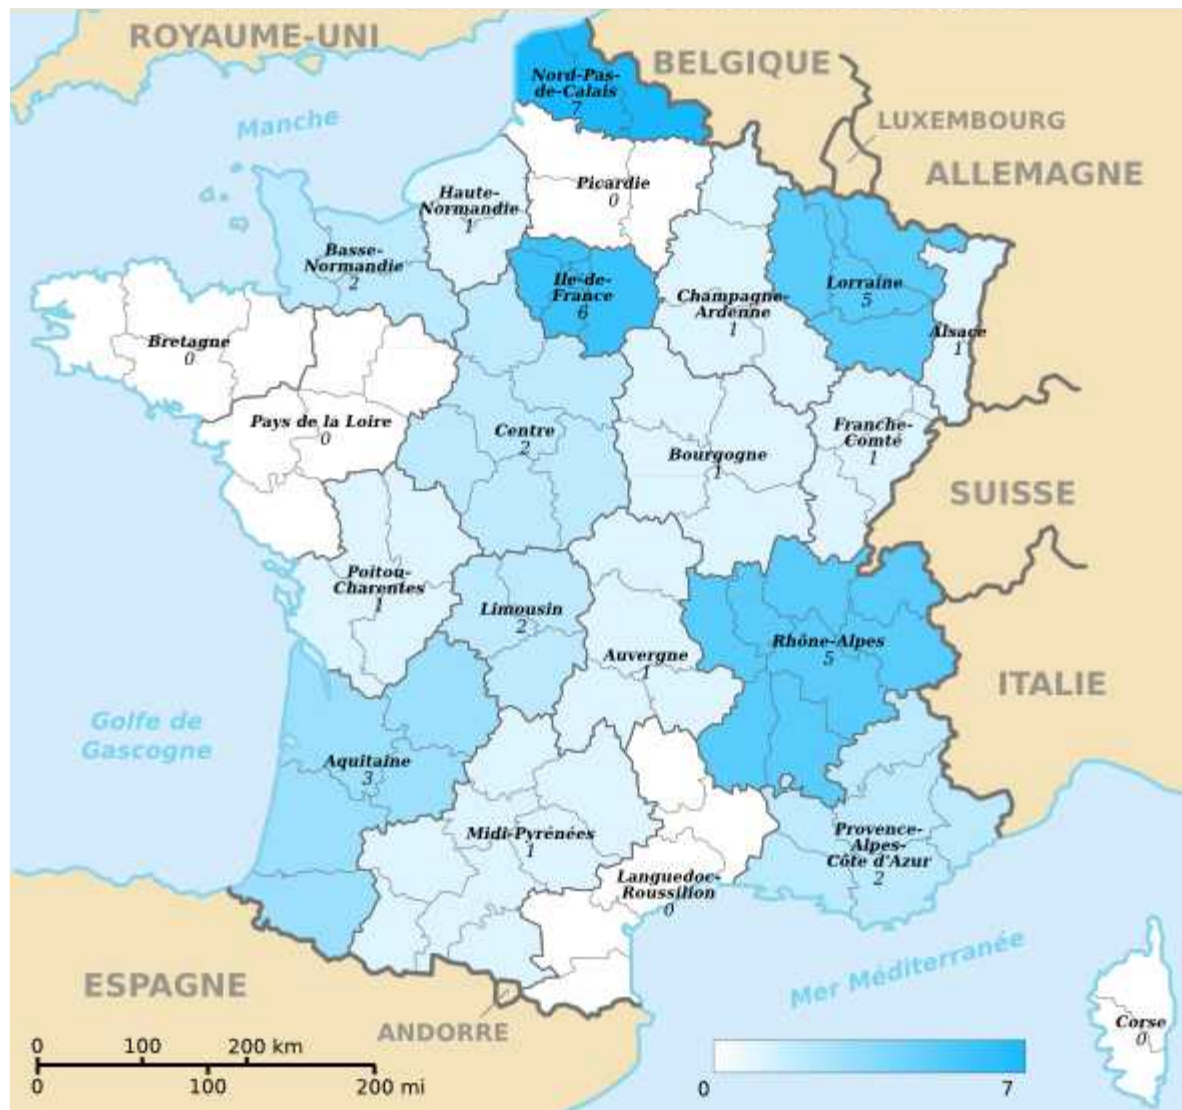 ROYAUME-UNI
BELGIQUE
LUXEMBOURG
ALLEMAGNE
Manche
Nord-Pas-
de-Calais
7
Picardie
0
Haute-
Normandie
1
Basse-
Normandie
2
Ile-de-
France
6
Champagne-
Ardenne
1
Lorraine
5
Alsace
1
Bretagne
0
Pays de la Loire
0
Centre
2
Bourgogne
1
Franche-
Comté
1
SUISSE
Poitou-
Charentes
1
Limousin
2
Auvergne
1
Rhône-Alpes
5
ITALIE
Golfe de
Gascogne
Aquitaine
3
Midi-Pyrénées
1
Languedoc-
Roussillon
0
Provence-
Alpes-
Côte d'Azur
2
Mer Méditerranée
ESPAGNE
ANDORRE
Corse
0
0 100 200 km
0 100 200 mi
0 7